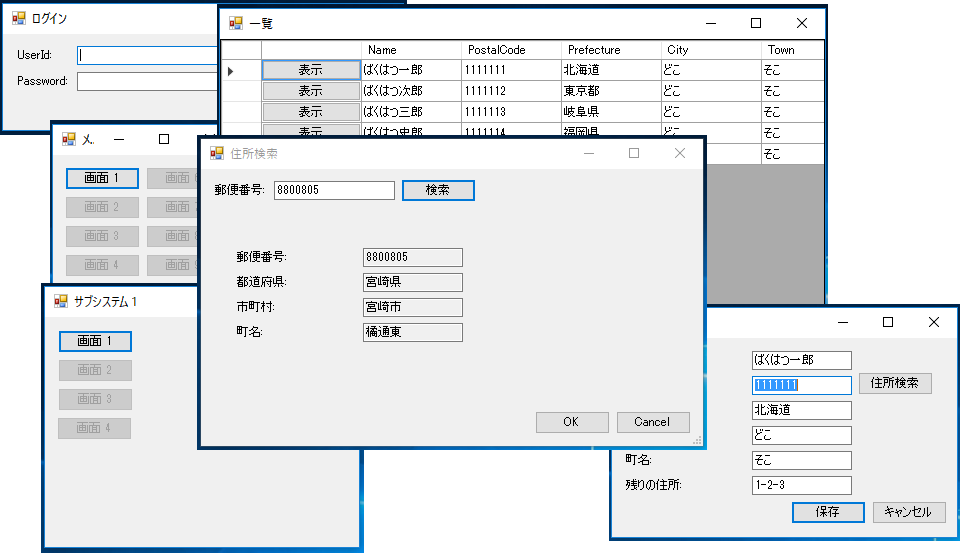 ログイン
UserId:
Password:
一覧
Name PostalCode Prefecture City Town
表示 ばくはつ一郎 1111111 北海道 どこ そこ
表示 ばくはつ次郎 1111112 東京都 どこ そこ
表示 ばくはつ三郎 1111113 岐阜県 どこ そこ
表示 ばくはつ史郎 1111114 福岡県 どこ そこ
そこ
メ..
画面 1
画面 2
画面 3
画面 4
画面
画面
画面
画面
サブシステム 1
画面 1
画面 2
画面 3
画面 4
住所検索
郵便番号: 8800805 検索
郵便番号: 8800805
都道府県: 宮崎県
市町村: 宮崎市
町名: 橘通東
OK Cancel
ばくはつ一郎
1111111 住所検索
北海道
どこ
町名: そこ
残りの住所: 1-2-3
保存 キャンセル